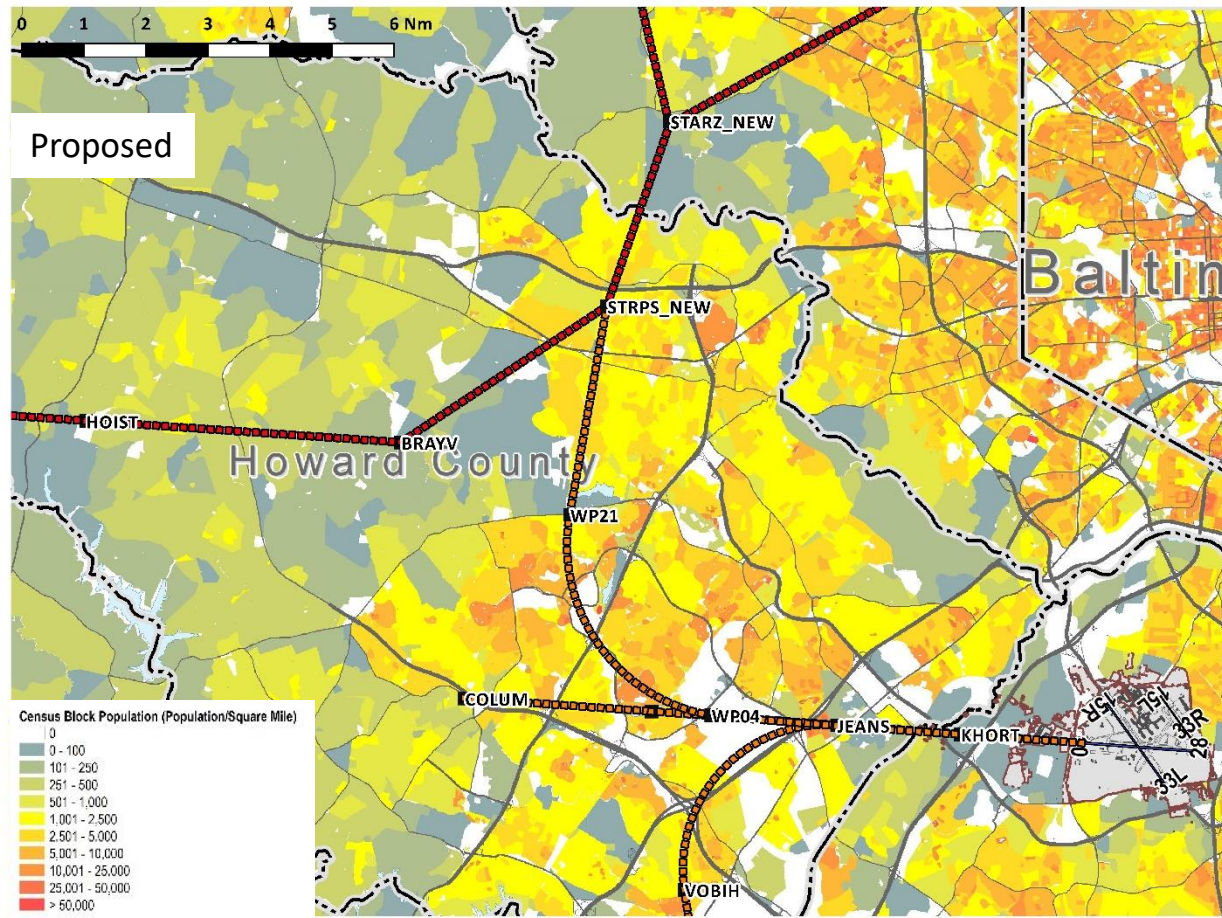 0 1 2 3 4 6 Nm
Proposed
STARZ_NEW
Baltin
STRPS_NEW
HOIST
BRAYV
Howard County
WP21
COLUM
WP04
JEANS
KHORT
15R
15L
33R
28
33L
VOBIH
Census Block Population (Population/Square Mile)
0
0 - 100
101 - 250
251 - 500
501 - 1,000
1,001 - 2,500
2,501 - 5,000
5,001 - 10,000
10,001 - 25,000
25,001 - 50,000
> 50,000